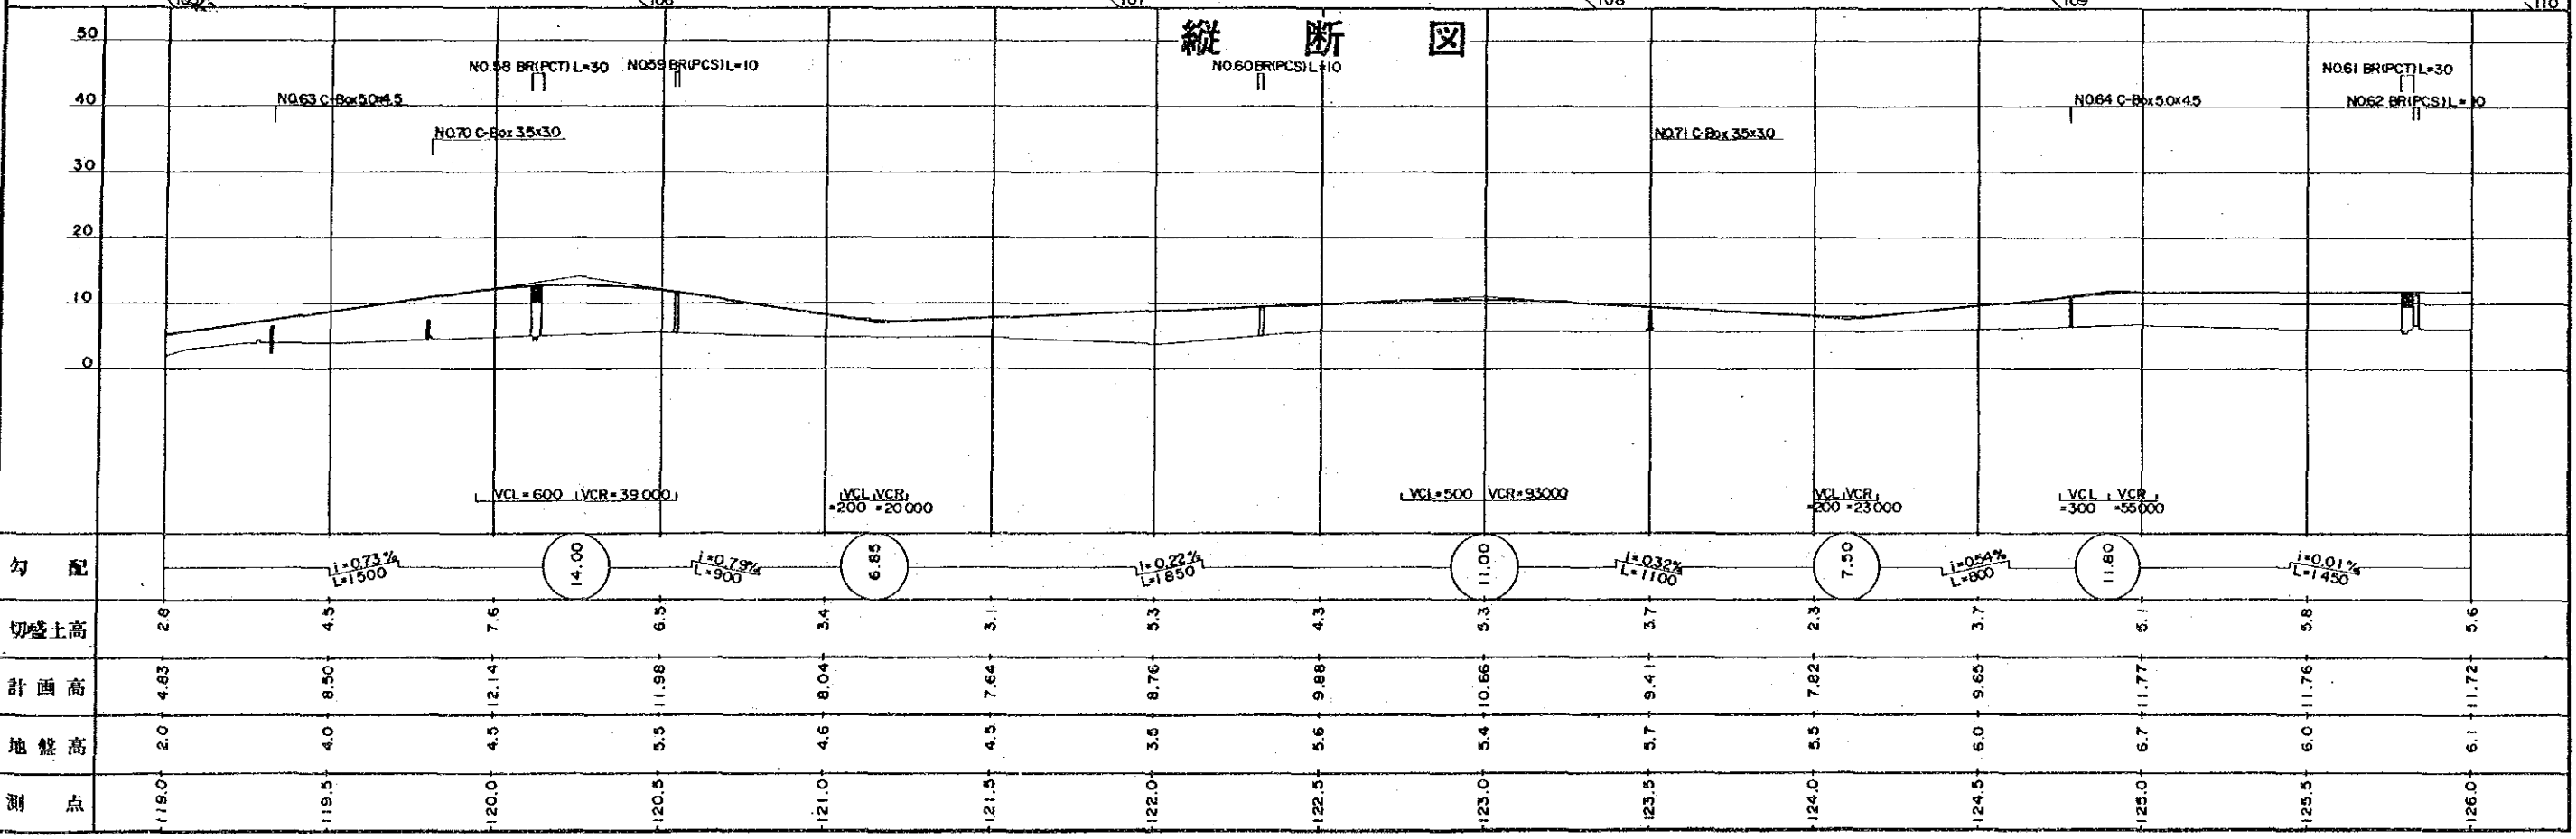 105 106 107 108 109 110
縦 断 図
50
40
30
20
10
0
NO.58 BR(PCT)L=30
NO59 BR(PCS)L=10
NO.60BR(PCS)L=10
NO.61 BR(PCT)L=30
NO.63 C-Box5.0×4.5
NO.64 C-Box 5.0×4.5
NO62 BR(PCS)L=10
NO.70 C-Box 3.5×3.0
NO.71 C-Box 3.5×3.0
VCL=600 VCR=39000
VCL VCR
=200 =20000
VCL=500 VCR=93000
VCL VCR
=200 =23000
VCL VCR
=300 =55000
勾 配
i=0.73%
L=1500
14.00
i=0.79%
L=900
6.85
i=0.22%
L=1850
11.00
i=0.32%
L=1100
7.50
i=0.54%
L=800
11.80
i=0.01%
L=1450
切盛土高 2.8 4.5 7.6 6.5 3.4 3.1 5.3 4.3 5.3 3.7 2.3 3.7 5.1 5.8 5.6
計画高 4.83 8.50 12.14 11.98 8.04 7.64 8.76 9.88 10.66 9.41 7.82 9.65 11.77 11.76 11.72
地盤高 2.0 4.0 4.5 5.5 4.6 4.5 3.5 5.6 5.4 5.7 5.5 6.0 6.7 6.0 6.1
測 点 119.0 119.5 120.0 120.5 121.0 121.5 122.0 122.5 123.0 123.5 124.0 124.5 125.0 125.5 126.0